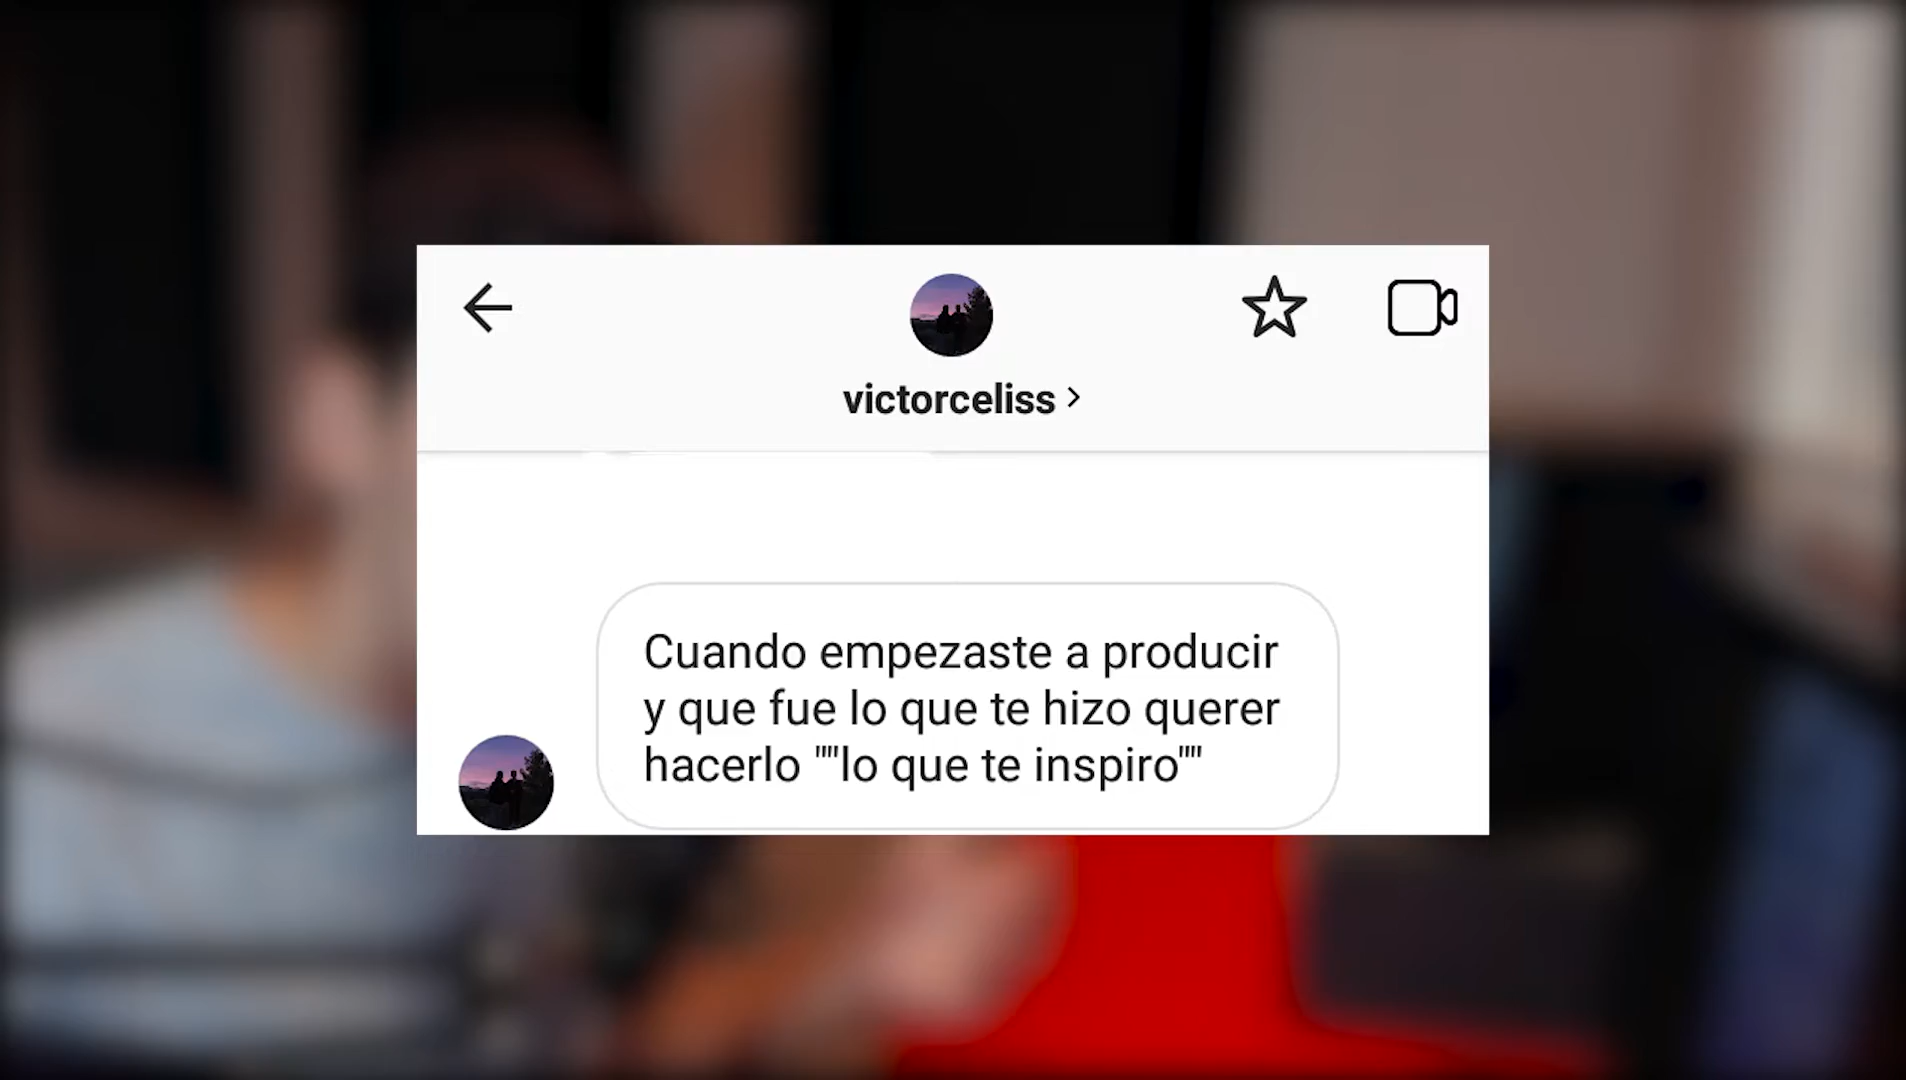 victorceliss
Cuando empezaste a producir
y que fue lo que te hizo querer
hacerlo ""lo que te inspiro""